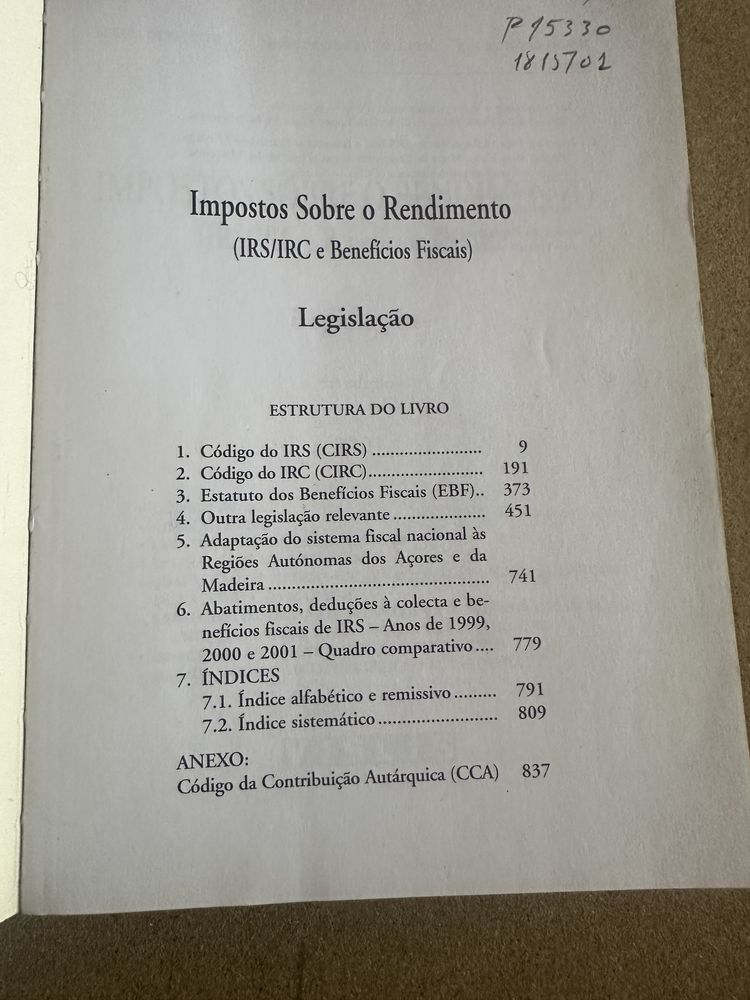 P15330
1815701
Impostos Sobre o Rendimento
(IRS/IRC e Benefícios Fiscais)
Legislação
ESTRUTURA DO LIVRO
1. Código do IRS (CIRS) ........................ 9
2. Código do IRC (CIRC)........................ 191
3. Estatuto dos Benefícios Fiscais (EBF).. 373
4. Outra legislação relevante .................... 451
5. Adaptação do sistema fiscal nacional às
Regiões Autónomas dos Açores e da
Madeira ............................................... 741
6. Abatimentos, deduções à colecta e be-
nefícios fiscais de IRS – Anos de 1999,
2000 e 2001 – Quadro comparativo .... 779
7. ÍNDICES
7.1. Índice alfabético e remissivo ......... 791
7.2. Índice sistemático ......................... 809
ANEXO:
Código da Contribuição Autárquica (CCA) 837